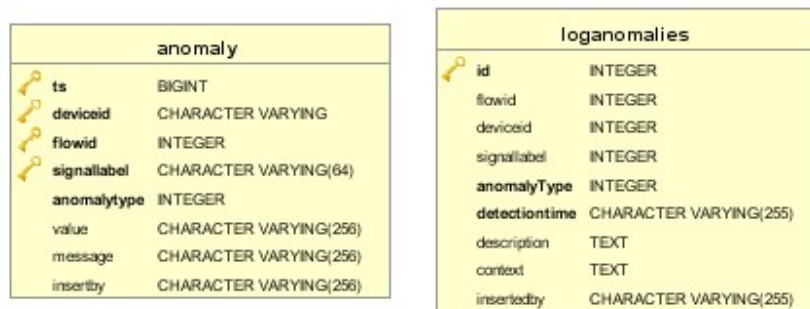 anomaly
ts BIGINT
deviceid CHARACTER VARYING
flowid INTEGER
signallabel CHARACTER VARYING(64)
anomalytype INTEGER
value CHARACTER VARYING(256)
message CHARACTER VARYING(256)
insertby CHARACTER VARYING(256)
loganomalies
id INTEGER
flowid INTEGER
deviceid INTEGER
signallabel INTEGER
anomalyType INTEGER
detectiontime CHARACTER VARYING(255)
description TEXT
context TEXT
insertedby CHARACTER VARYING(255)